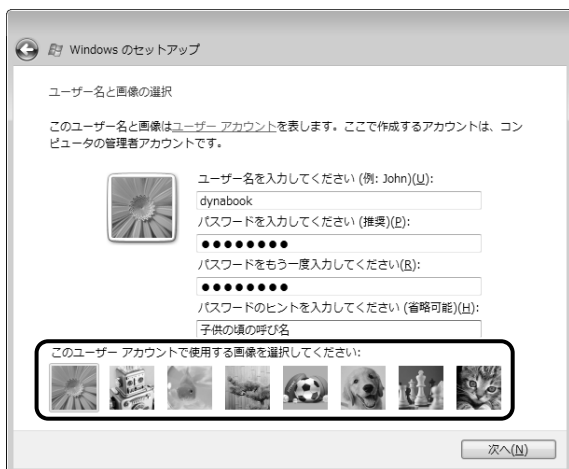 Windows のセットアップ
ユーザー名と画像の選択
このユーザー名と画像はユーザー アカウントを表します。ここで作成するアカウントは、コン
ピュータの管理者アカウントです。
ユーザー名を入力してください (例: John)(U):
dynabook
パスワードを入力してください (推奨)(P):
●●●●●●●●
パスワードをもう一度入力してください(R):
●●●●●●●●
パスワードのヒントを入力してください (省略可能)(H):
子供の頃の呼び名
このユーザー アカウントで使用する画像を選択してください:
次へ(N)